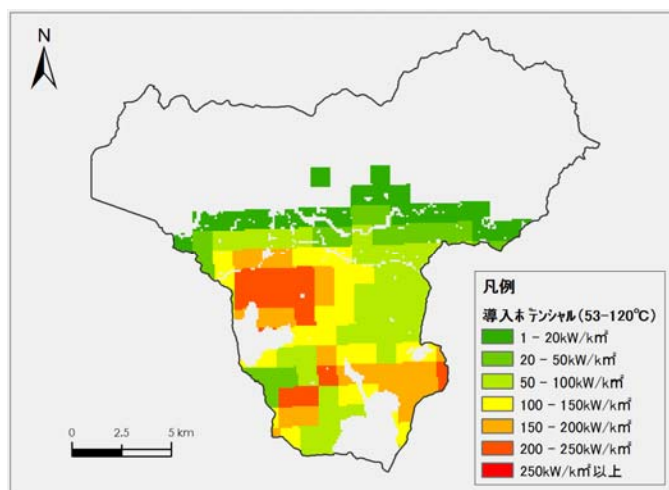 N
凡例
導入ポテンシャル(53-120℃)
1 - 20kW/k㎡
20 - 50kW/k㎡
50 - 100kW/k㎡
100 - 150kW/k㎡
150 - 200kW/k㎡
200 - 250kW/k㎡
250kW/k㎡以上
0 2.5 5 km